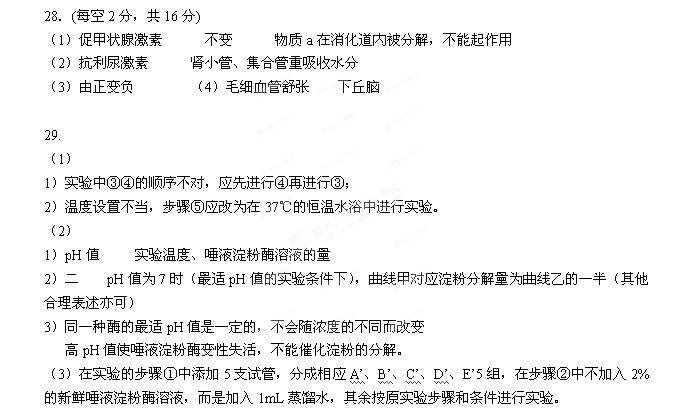 28．(每空 2 分，共 16 分)
（1）促甲状腺激素 不变 物质 a 在消化道内被分解，不能起作用
（2）抗利尿激素 肾小管、集合管重吸收水分
（3）由正变负 （4）毛细血管舒张 下丘脑
29.
（1）
1）实验中③④的顺序不对，应先进行④再进行③；
2）温度设置不当，步骤⑤应改为在 37℃的恒温水浴中进行实验。
（2）
1）pH 值 实验温度、唾液淀粉酶溶液的量
2）二 pH 值为 7 时（最适 pH 值的实验条件下），曲线甲对应淀粉分解量为曲线乙的一半（其他
合理表述亦可）
3）同一种酶的最适 pH 值是一定的，不会随浓度的不同而改变
高 pH 值使唾液淀粉酶变性失活，不能催化淀粉的分解。
（3）在实验的步骤①中添加 5 支试管，分成相应 A’、B’、C’、D’、E’5 组，在步骤②中不加入 2%
的新鲜唾液淀粉酶溶液，而是加入 1mL 蒸馏水，其余按原实验步骤和条件进行实验。